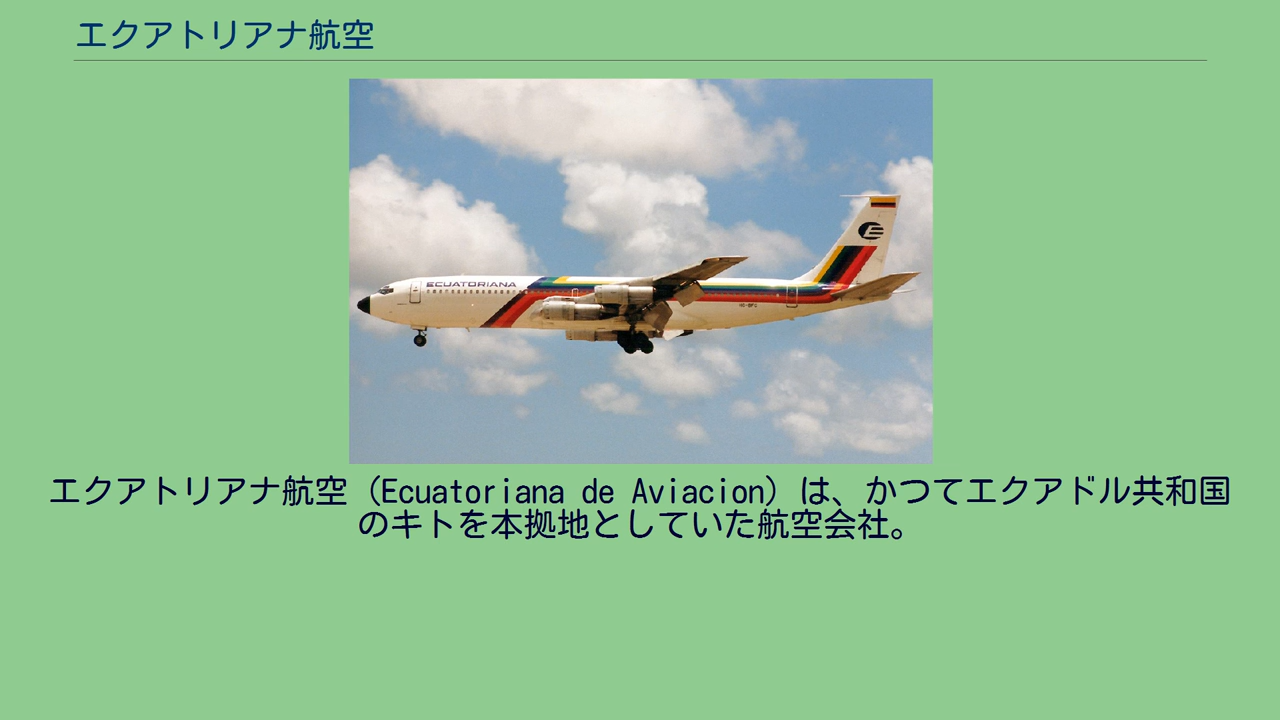 エクアトリアナ航空
ECUATORIANA
エクアトリアナ航空（Ecuatoriana de Aviacion）は、かつてエクアドル共和国
のキトを本拠地としていた航空会社。